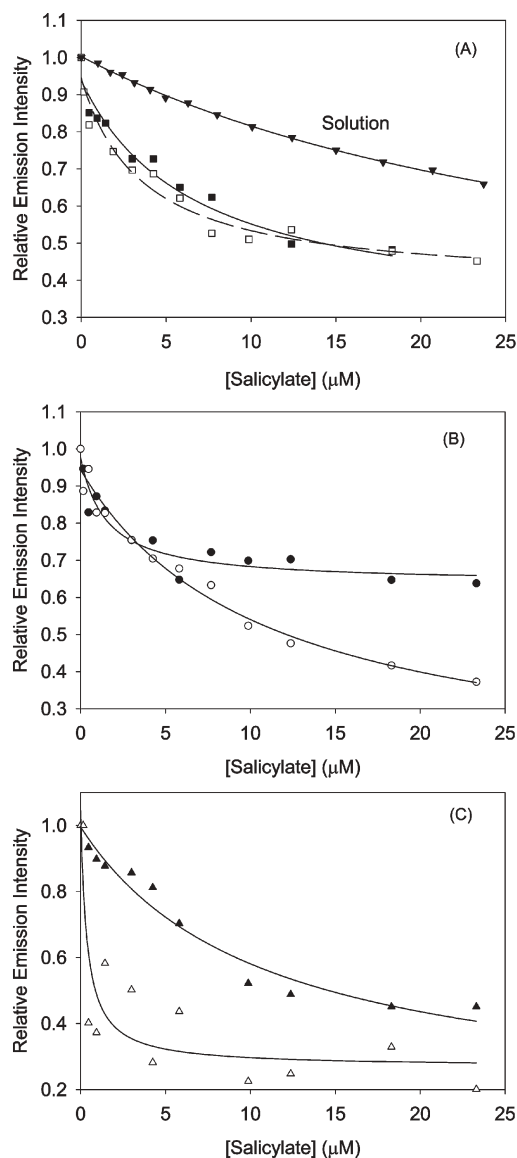 1.1
(A)
1.0
0.9
Solution
0.8
0.7
0.6
0.5
0.4
0.3
Relative Emission Intensity
0 5 10 15 20 25
[Salicylate] (μM)
1.1
(B)
1.0
0.9
0.8
0.7
0.6
0.5
0.4
0.3
Relative Emission Intensity
0 5 10 15 20 25
[Salicylate] (μM)
(C)
1.0
0.8
0.6
0.4
0.2
Relative Emission Intensity
0 5 10 15 20 25
[Salicylate] (μM)